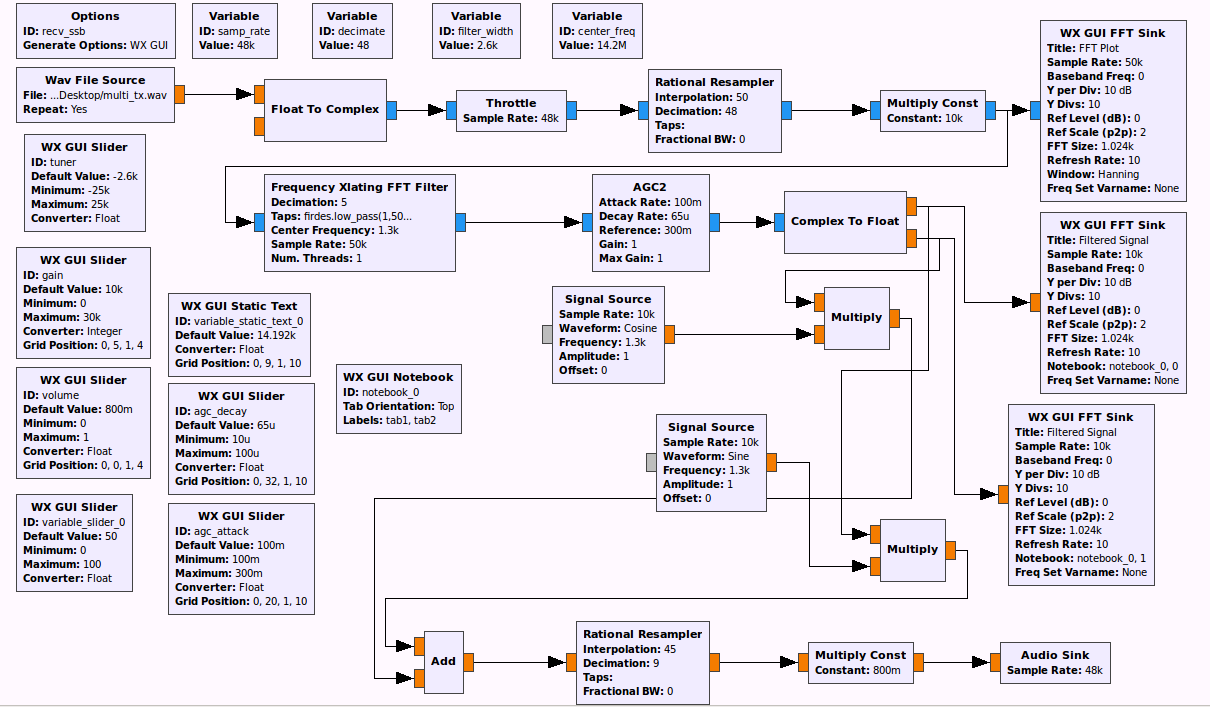 Options
ID: recv_ssb
Generate Options: WX GUI
Variable
ID: samp_rate
Value: 48k
Variable
ID: decimate
Value: 48
Variable
ID: filter_width
Value: 2.6k
Variable
ID: center_freq
Value: 14.2M
Wav File Source
File: ...Desktop/multi_tx.wav
Repeat: Yes
Float To Complex
Throttle
Sample Rate: 48k
Rational Resampler
Interpolation: 50
Decimation: 48
Taps:
Fractional BW: 0
Multiply Const
Constant: 10k
WX GUI FFT Sink
Title: FFT Plot
Sample Rate: 50k
Baseband Freq: 0
Y per Div: 10 dB
Y Divs: 10
Ref Level (dB): 0
Ref Scale (p2p): 2
FFT Size: 1.024k
Refresh Rate: 10
Window: Hanning
Freq Set Varname: None
WX GUI Slider
ID: tuner
Default Value: -2.6k
Minimum: -25k
Maximum: 25k
Converter: Float
Frequency Xlating FFT Filter
Decimation: 5
Taps: firdes.low_pass(1,50...
Center Frequency: 1.3k
Sample Rate: 50k
Num. Threads: 1
AGC2
Attack Rate: 100m
Decay Rate: 65u
Reference: 300m
Gain: 1
Max Gain: 1
Complex To Float
WX GUI FFT Sink
Title: Filtered Signal
Sample Rate: 10k
Baseband Freq: 0
Y per Div: 10 dB
Y Divs: 10
Ref Level (dB): 0
Ref Scale (p2p): 2
FFT Size: 1.024k
Refresh Rate: 10
Notebook: notebook_0, 0
Freq Set Varname: None
WX GUI Slider
ID: gain
Default Value: 10k
Minimum: 0
Maximum: 30k
Converter: Integer
Grid Position: 0, 5, 1, 4
WX GUI Static Text
ID: variable_static_text_0
Default Value: 14.192k
Converter: Float
Grid Position: 0, 9, 1, 10
Signal Source
Sample Rate: 10k
Waveform: Cosine
Frequency: 1.3k
Amplitude: 1
Offset: 0
Multiply
WX GUI Slider
ID: volume
Default Value: 800m
Minimum: 0
Maximum: 1
Converter: Float
Grid Position: 0, 0, 1, 4
WX GUI Slider
ID: agc_decay
Default Value: 65u
Minimum: 10u
Maximum: 100u
Converter: Float
Grid Position: 0, 32, 1, 10
WX GUI Notebook
ID: notebook_0
Tab Orientation: Top
Labels: tab1, tab2
Signal Source
Sample Rate: 10k
Waveform: Sine
Frequency: 1.3k
Amplitude: 1
Offset: 0
WX GUI FFT Sink
Title: Filtered Signal
Sample Rate: 10k
Baseband Freq: 0
Y per Div: 10 dB
Y Divs: 10
Ref Level (dB): 0
Ref Scale (p2p): 2
FFT Size: 1.024k
Refresh Rate: 10
Notebook: notebook_0, 1
Freq Set Varname: None
WX GUI Slider
ID: variable_slider_0
Default Value: 50
Minimum: 0
Maximum: 100
Converter: Float
WX GUI Slider
ID: agc_attack
Default Value: 100m
Minimum: 100m
Maximum: 300m
Converter: Float
Grid Position: 0, 20, 1, 10
Multiply
Add
Rational Resampler
Interpolation: 45
Decimation: 9
Taps:
Fractional BW: 0
Multiply Const
Constant: 800m
Audio Sink
Sample Rate: 48k